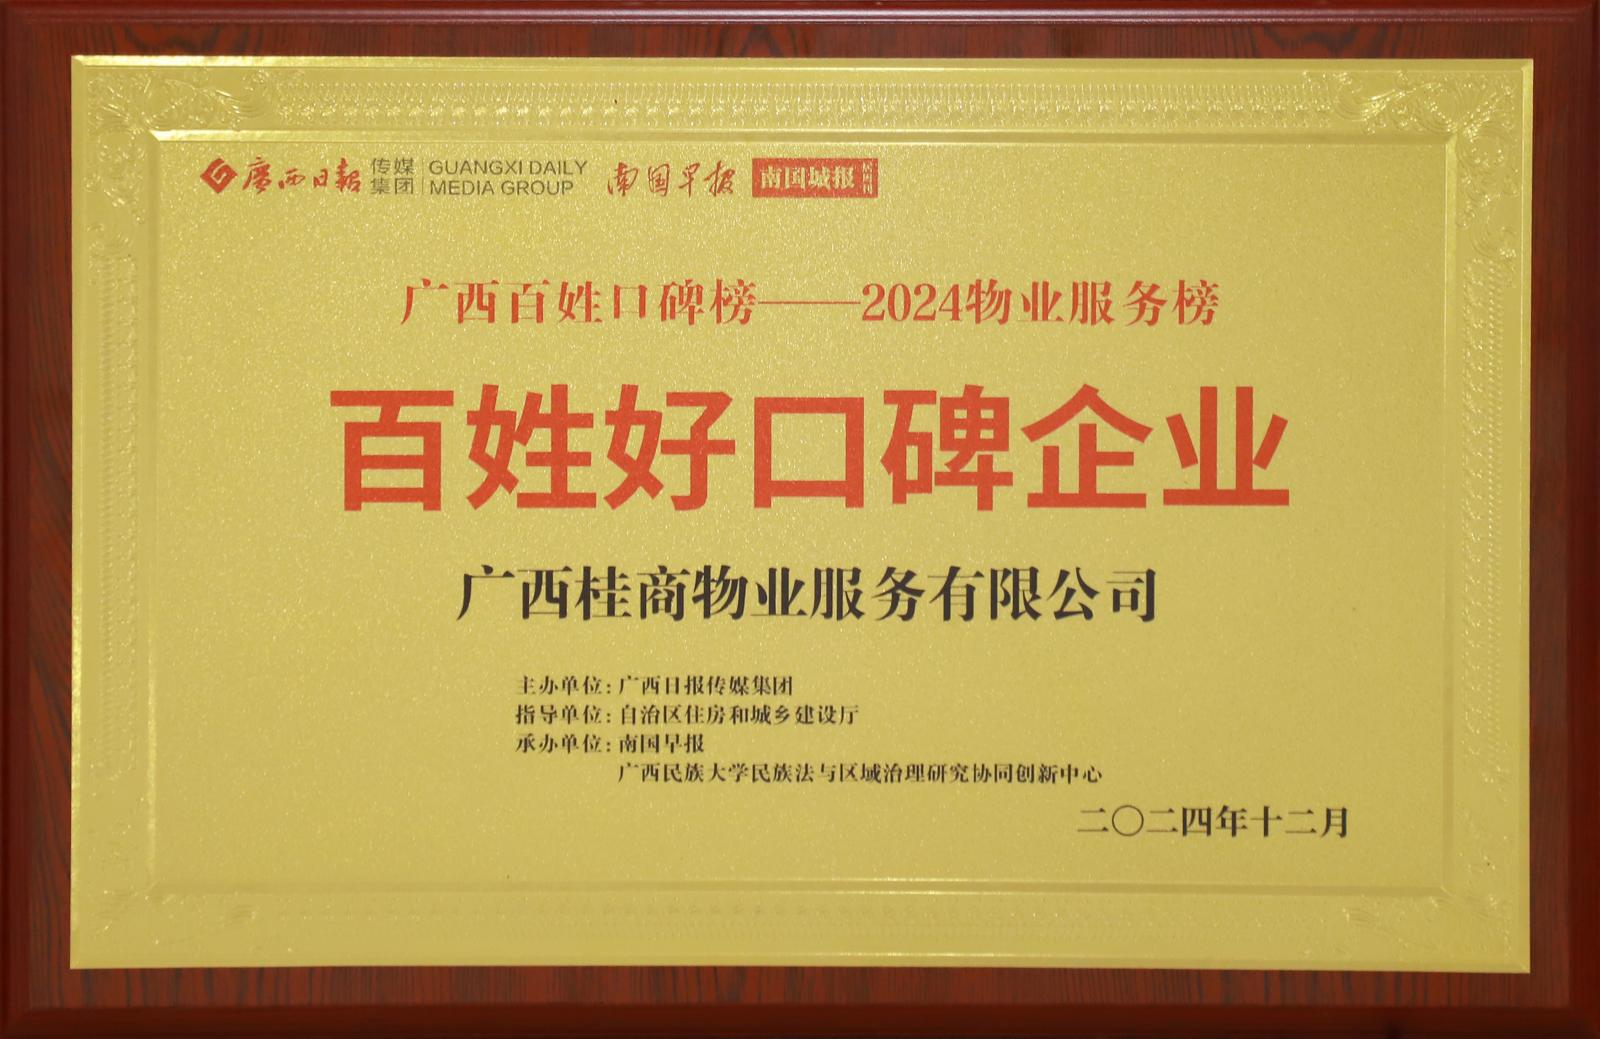 廣西日報 传媒集团 GUANGXI DAILY MEDIA GROUP 南国早报 南国城报
广西百姓口碑榜——2024物业服务榜
百姓好口碑企业
广西桂商物业服务有限公司
主办单位：广西日报传媒集团
指导单位：自治区住房和城乡建设厅
承办单位：南国早报
广西民族大学民族法与区域治理研究协同创新中心
二〇二四年十二月